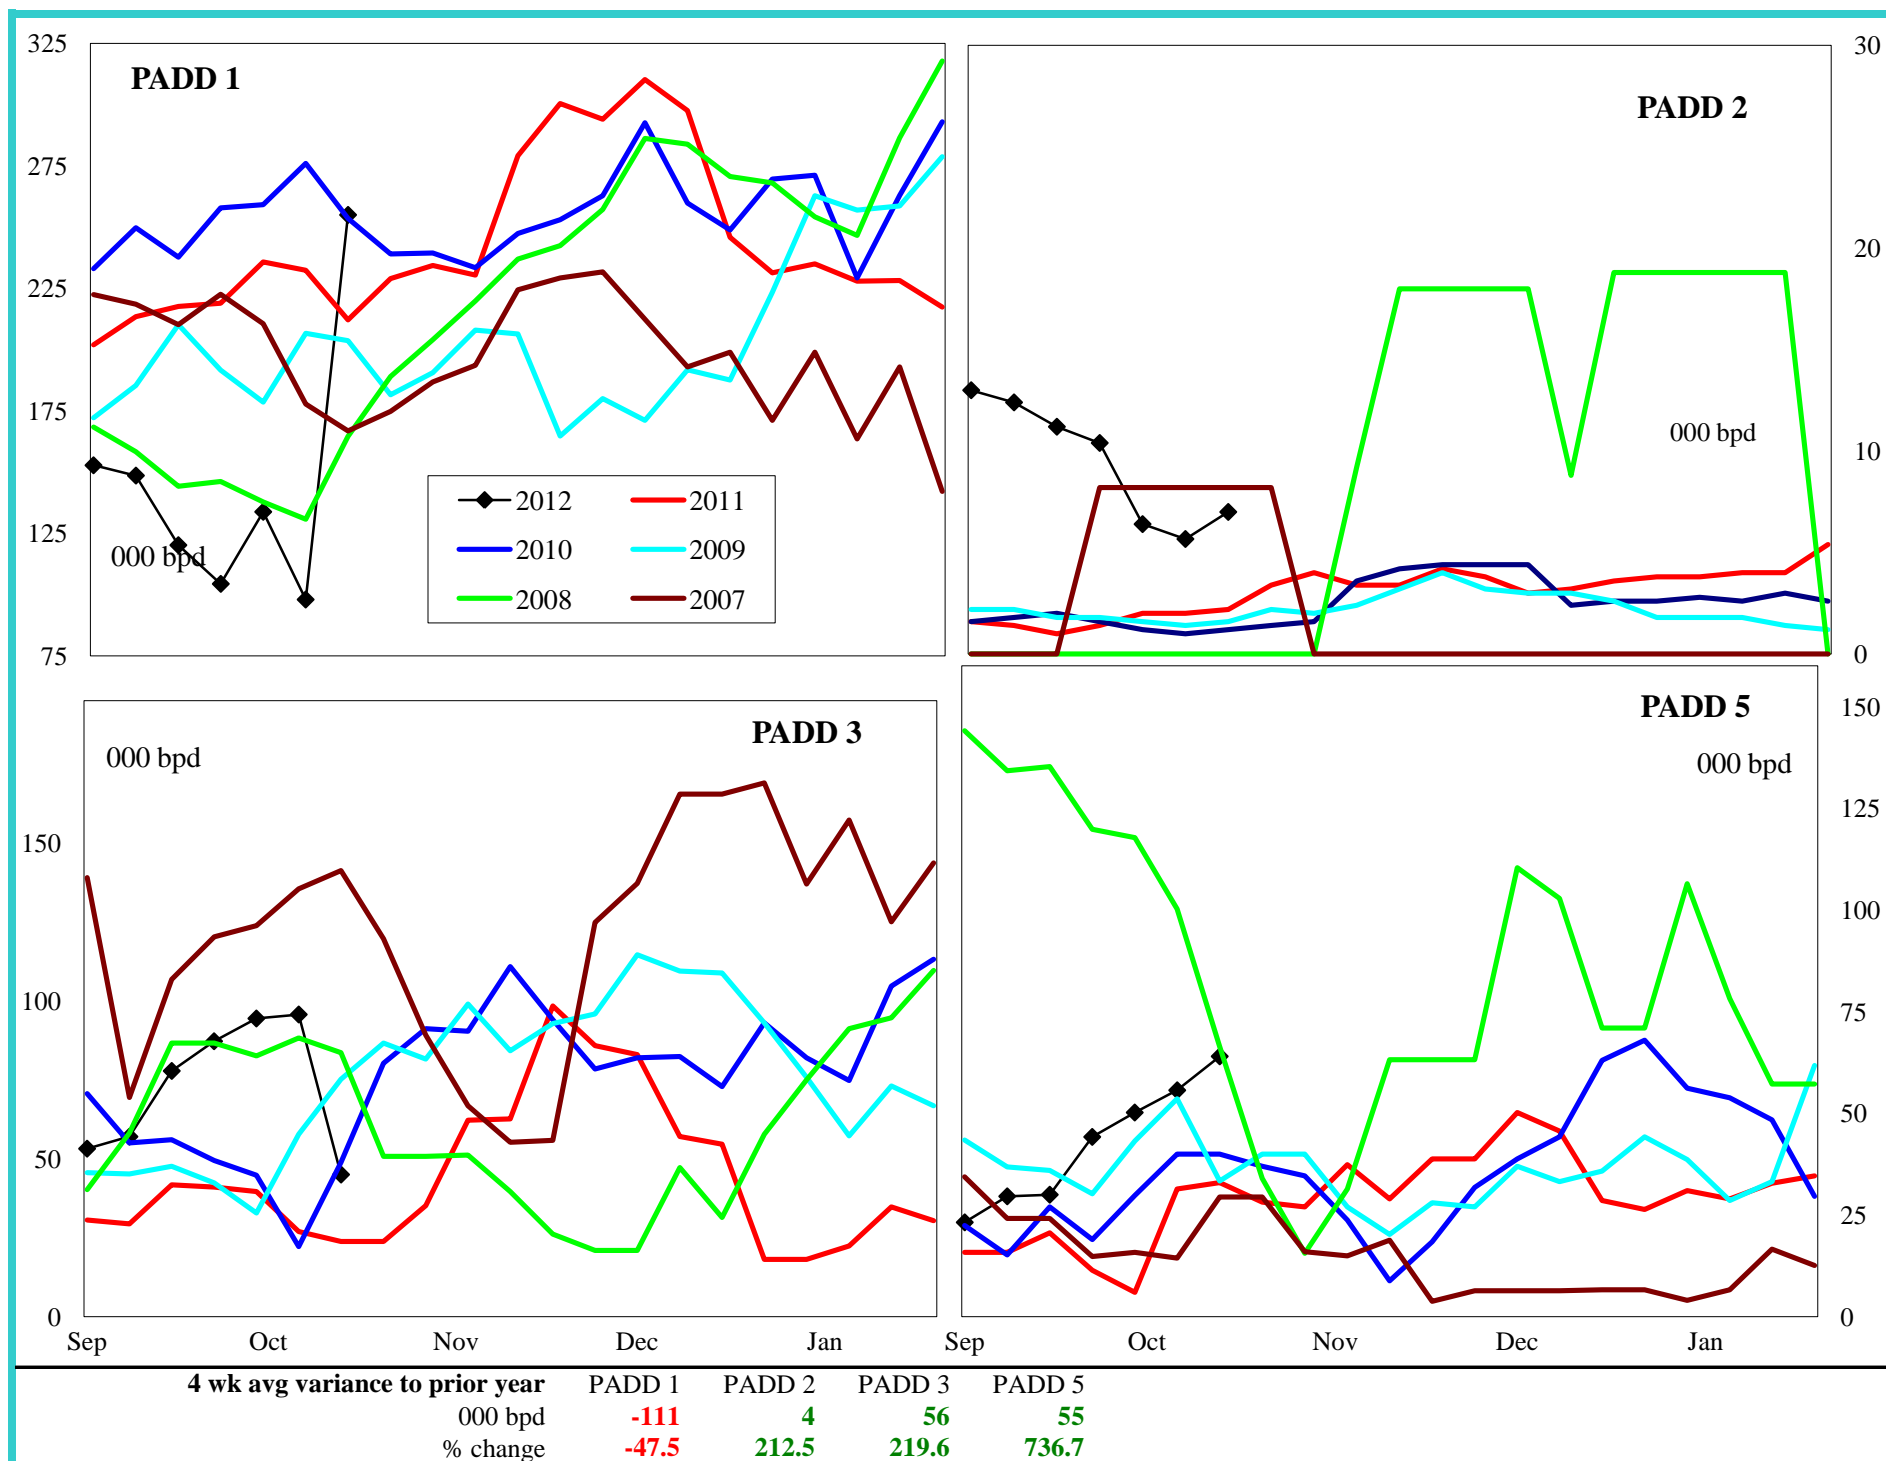 325
275
225
175
125
75
PADD 1
000 bpd
2012
2011
2010
2009
2008
2007
PADD 2
000 bpd
30
20
10
0
PADD 3
000 bpd
150
100
50
0
Sep Oct Nov Dec Jan
PADD 5
000 bpd
150
125
100
75
50
25
0
Sep Oct Nov Dec Jan
4 wk avg variance to prior year PADD 1 PADD 2 PADD 3 PADD 5
000 bpd -111 4 56 55
% change -47.5 212.5 219.6 736.7